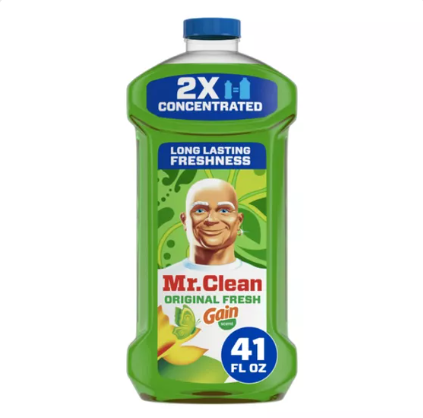 2X
CONCENTRATED
LONG LASTING
FRESHNESS
Mr. Clean
ORIGINAL FRESH
Gain
41
FL OZ